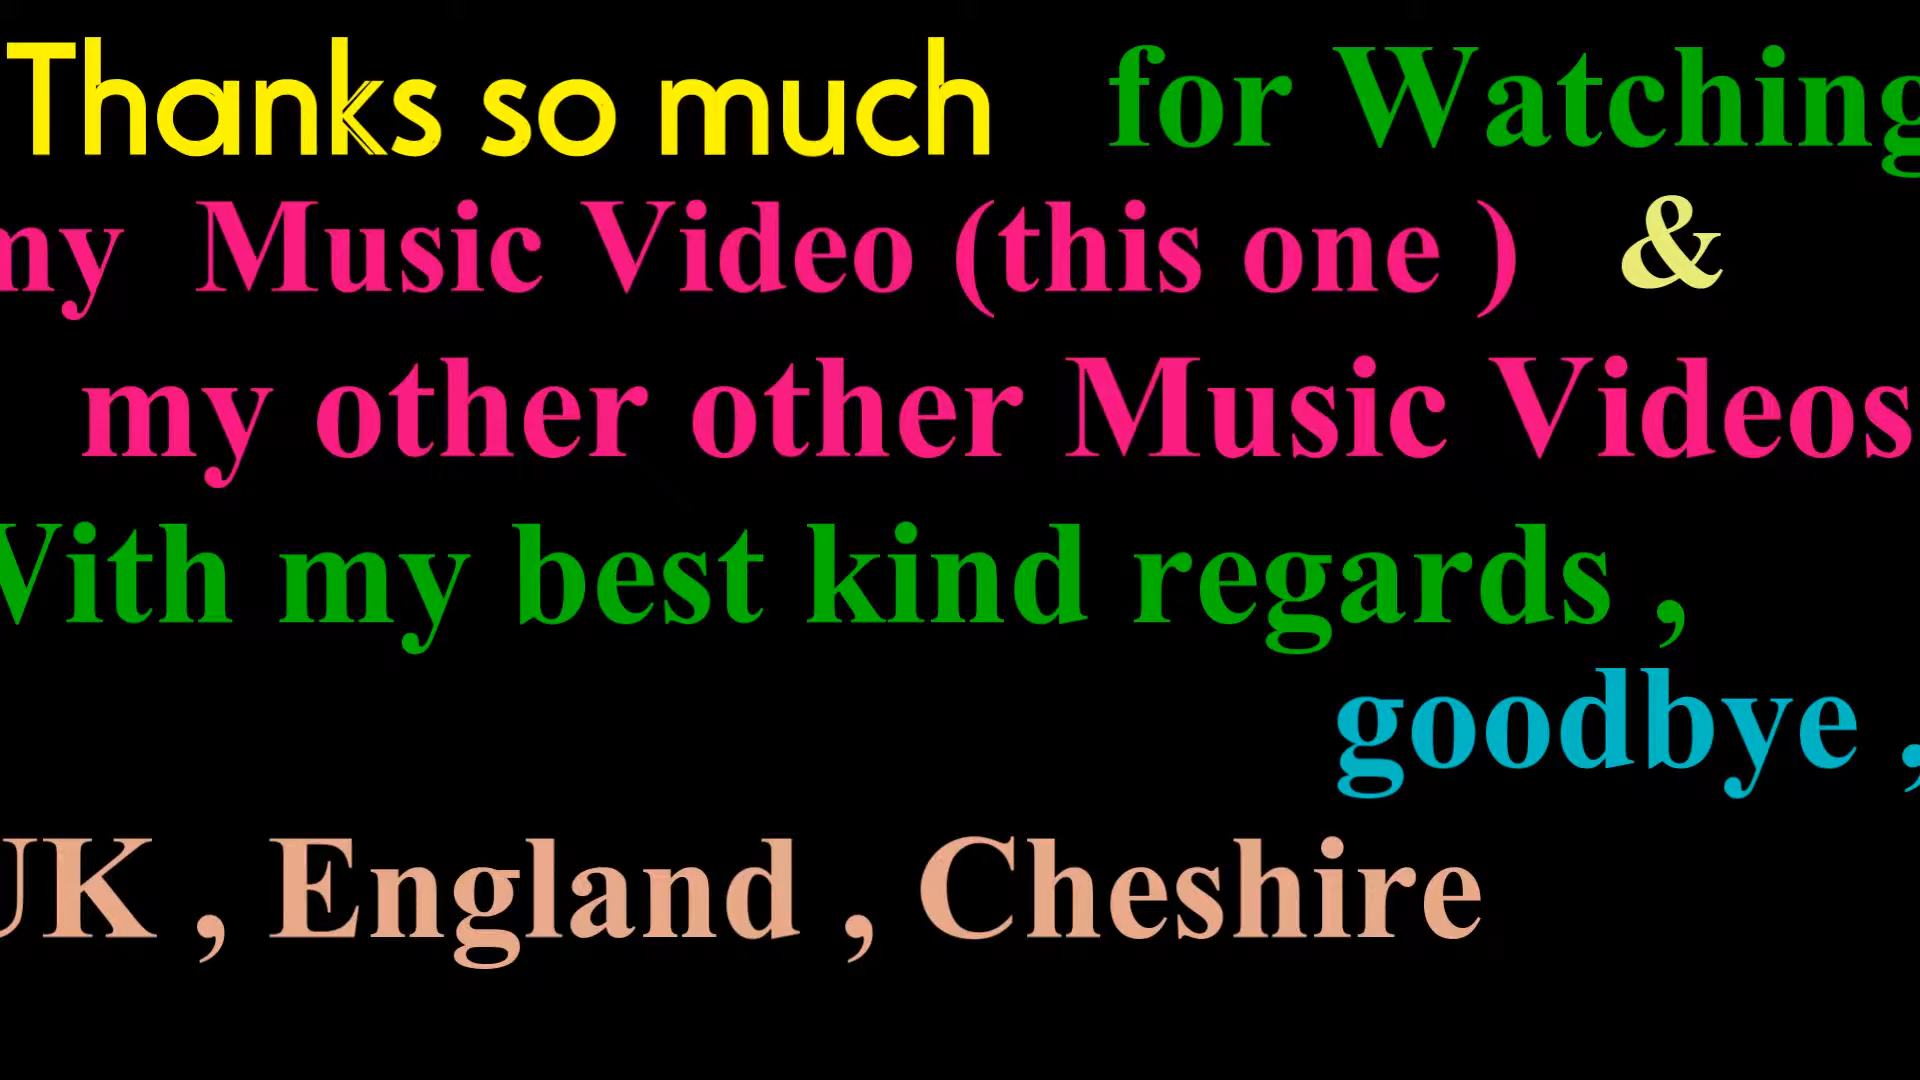 Thanks so much for Watching
my Music Video (this one ) &
my other other Music Videos
With my best kind regards ,
goodbye ,
UK , England , Cheshire